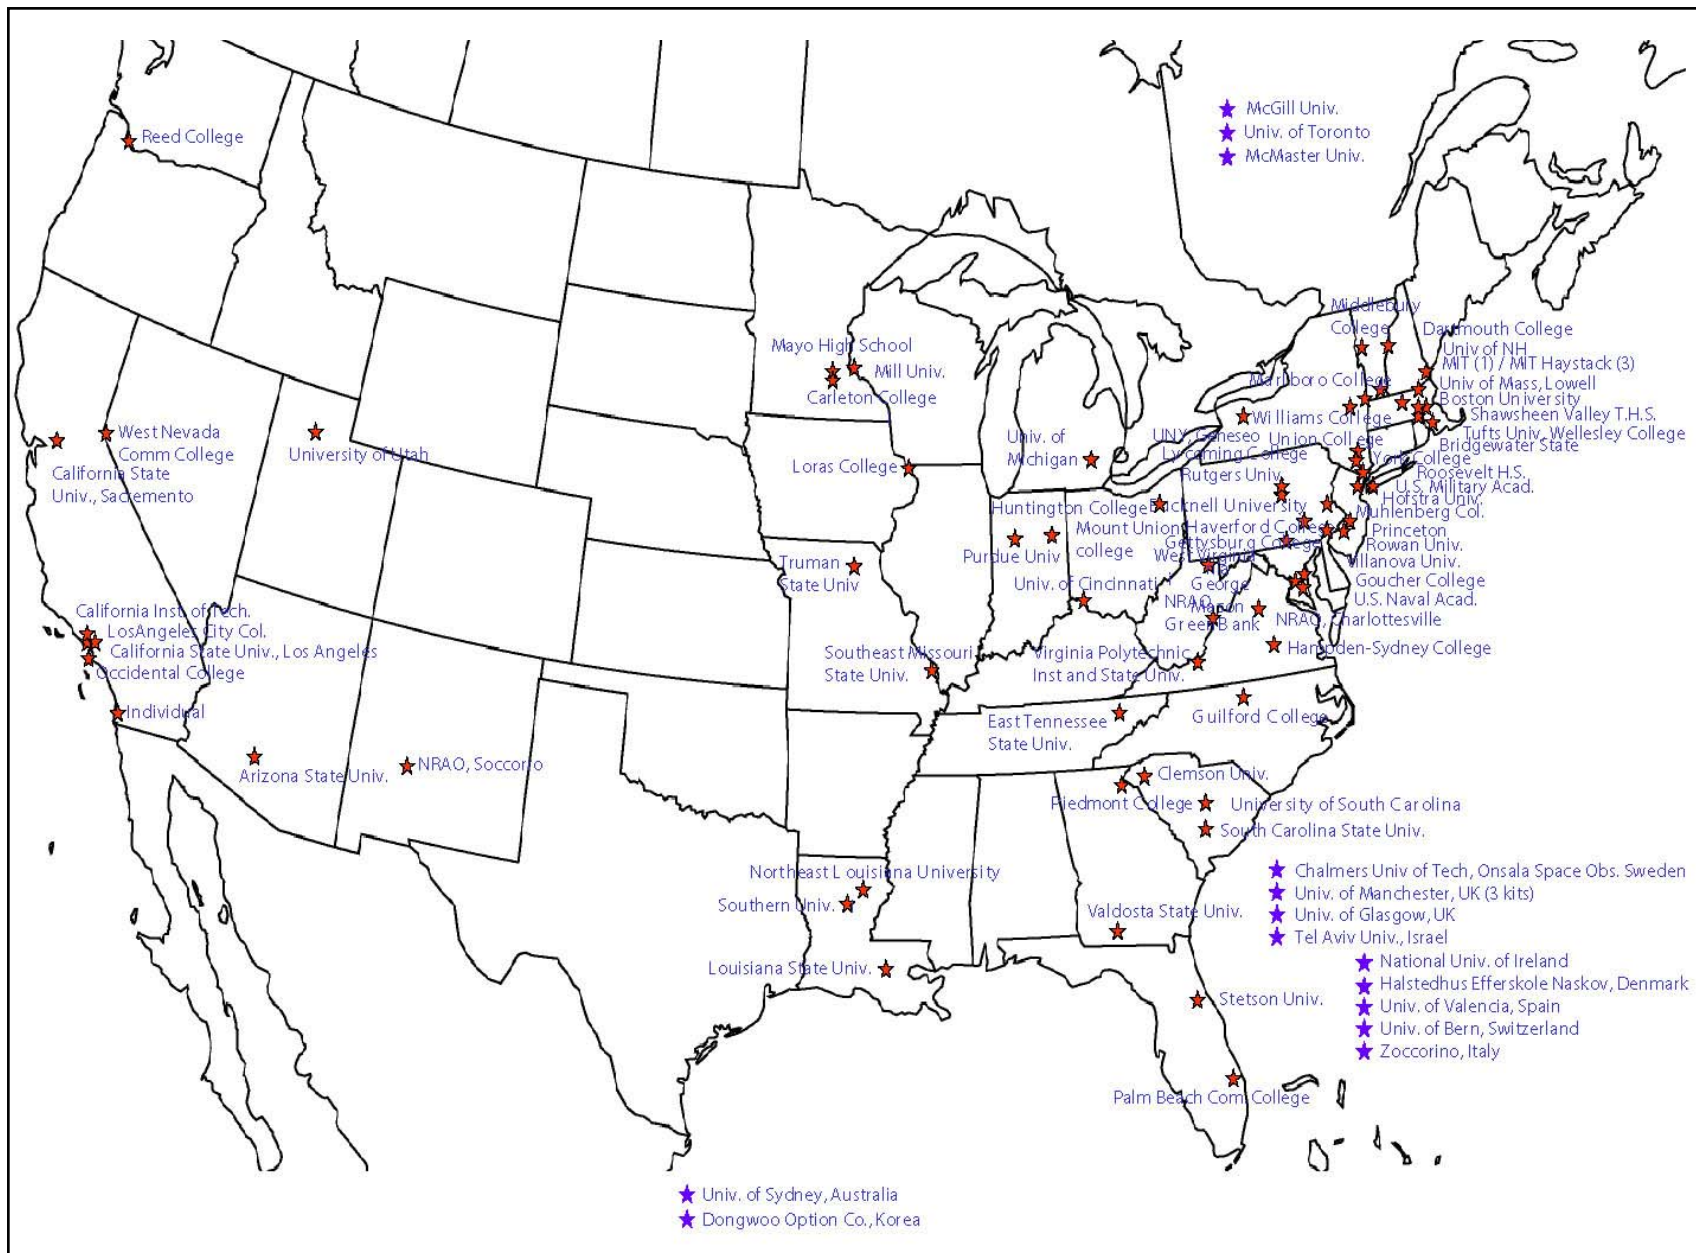 McGill Univ.
Univ. of Toronto
McMaster Univ.
Reed College
Middlebury
College
Dartmouth College
Univ of NH
MIT (1) / MIT Haystack (3)
Mayo High School
Mill Univ.
Carleton College
Marlboro College
Univ of Mass, Lowell
Boston University
Williams College
Shawsheen Valley T.H.S.
Tufts Univ, Wellesley College
Bridgewater State
West Nevada
Comm College
University of Utah
California State
Univ., Sacremento
Loras College
Univ. of
Michigan
UNY, Geneseo
Union College
Lycoming College
York College
Roosevelt H.S.
Rutgers Univ.
U.S. Military Acad.
Hofstra Univ.
Huntington College
Bucknell University
Muhlenberg Col.
Mount Union
college
Haverford College
Princeton
Gettysburg College
Rowan Univ.
Purdue Univ
West Virginia
Villanova Univ.
Truman
State Univ
Univ. of Cincinnati
George
Mason
Goucher College
U.S. Naval Acad.
NRAO
Green Bank
NRAO, Charlottesville
California Inst. of Tech.
LosAngeles City Col.
California State Univ., Los Angeles
Occidental College
Southeast Missouri
State Univ.
Virginia Polytechnic
Inst and State Univ.
Hampden-Sydney College
Individual
East Tennessee
State Univ.
Guilford College
Arizona State Univ.
NRAO, Soccorio
Clemson Univ.
Piedmont College
University of South Carolina
South Carolina State Univ.
Northeast Louisiana University
Southern Univ.
Louisiana State Univ.
Valdosta State Univ.
Chalmers Univ of Tech, Onsala Space Obs. Sweden
Univ. of Manchester, UK (3 kits)
Univ. of Glasgow, UK
Tel Aviv Univ., Israel
National Univ. of Ireland
Halstedhus Efferskole Naskov, Denmark
Univ. of Valencia, Spain
Univ. of Bern, Switzerland
Zoccorino, Italy
Stetson Univ.
Palm Beach Com. College
Univ. of Sydney, Australia
Dongwoo Option Co., Korea